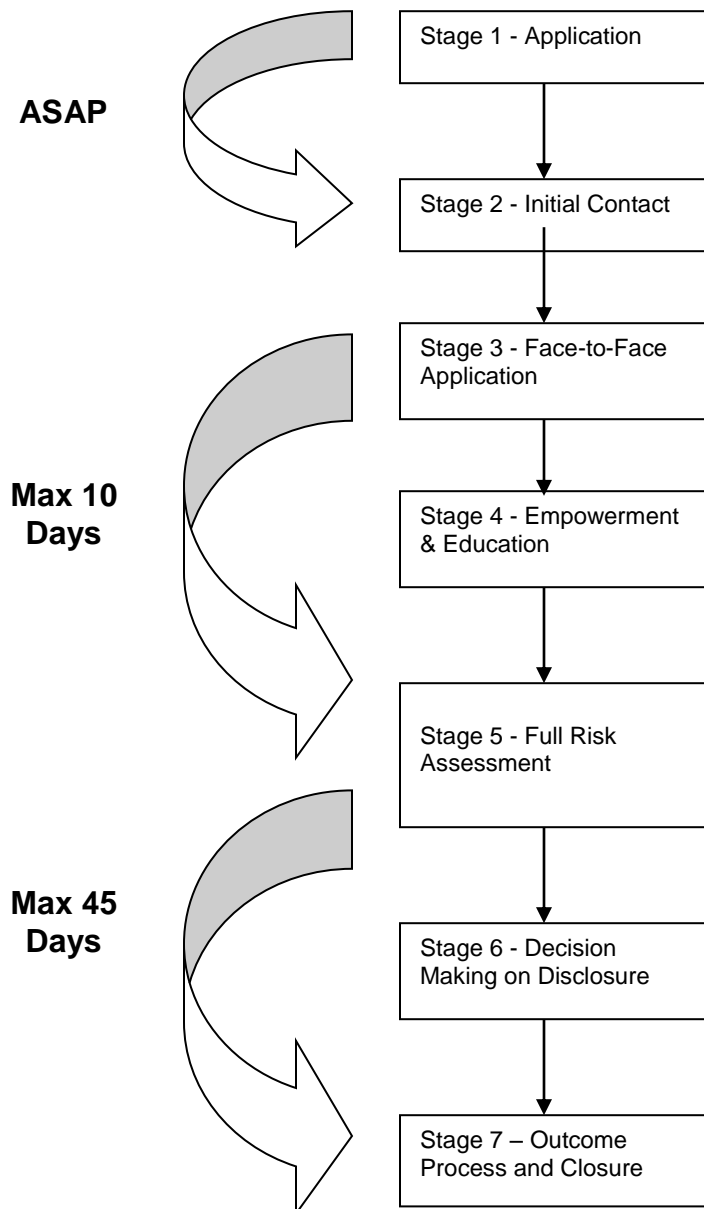 Stage 1 - Application
ASAP
Stage 2 - Initial Contact
Stage 3 - Face-to-Face
Application
Max 10
Days
Stage 4 - Empowerment
& Education
Stage 5 - Full Risk
Assessment
Max 45
Days
Stage 6 - Decision
Making on Disclosure
Stage 7 – Outcome
Process and Closure